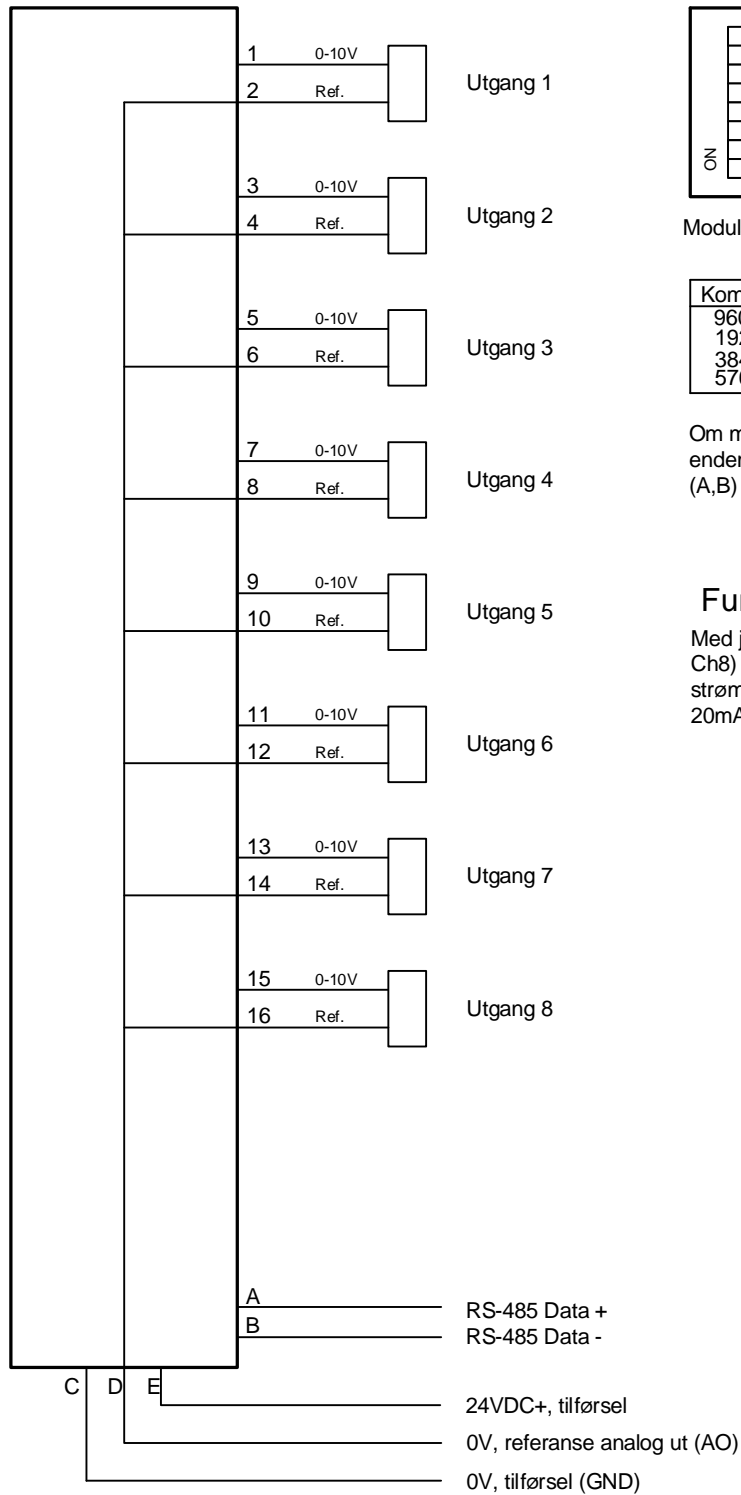 1 0-10V
2 Ref.
Utgang 1
3 0-10V
4 Ref.
Utgang 2
5 0-10V
6 Ref.
Utgang 3
7 0-10V
8 Ref.
Utgang 4
9 0-10V
10 Ref.
Utgang 5
11 0-10V
12 Ref.
Utgang 6
13 0-10V
14 Ref.
Utgang 7
15 0-10V
16 Ref.
Utgang 8
A
RS-485 Data +
B
RS-485 Data -
C D E
24VDC+, tilførsel
0V, referanse analog ut (AO)
0V, tilførsel (GND)
ON
Modul
Om
(A,B)
Med
Ch8)